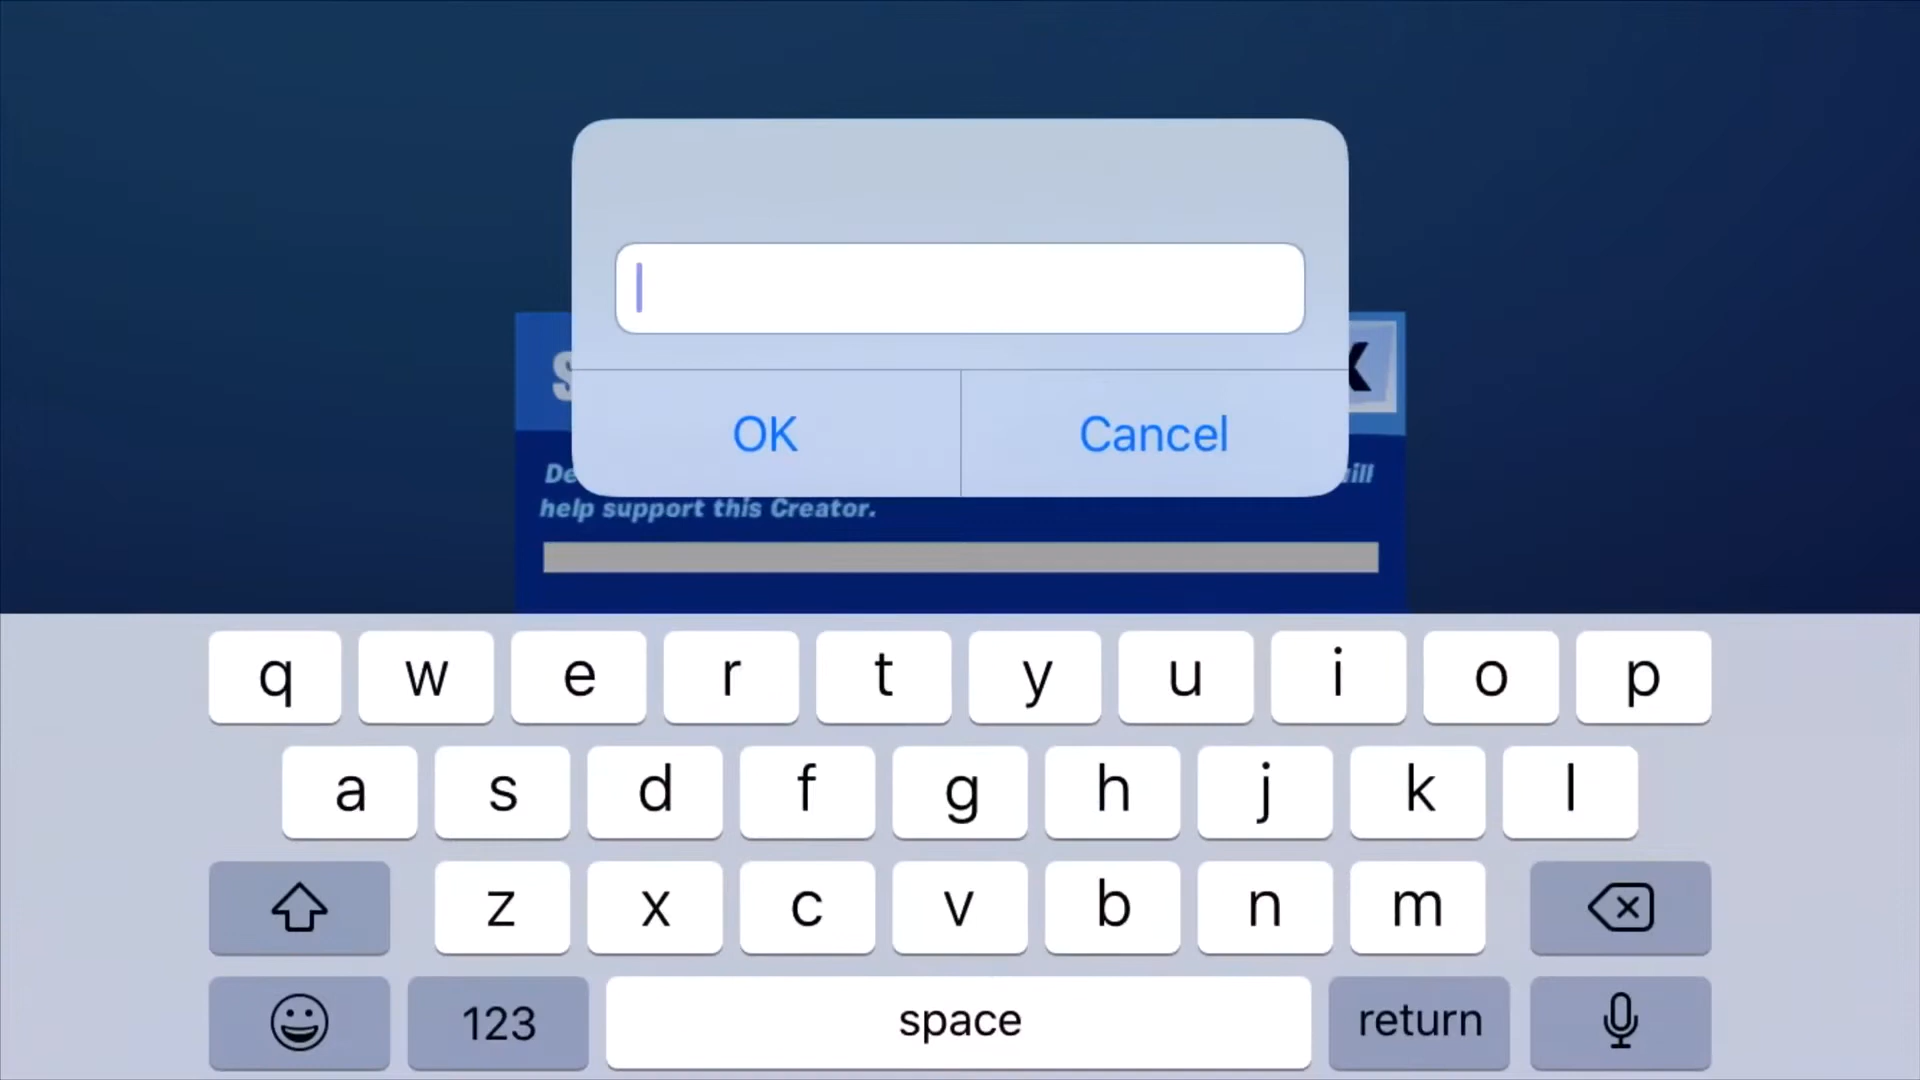 OK Cancel
help support this Creator.
q w e r t y u i o p
a s d f g h j k l
z x c v b n m
123 space return